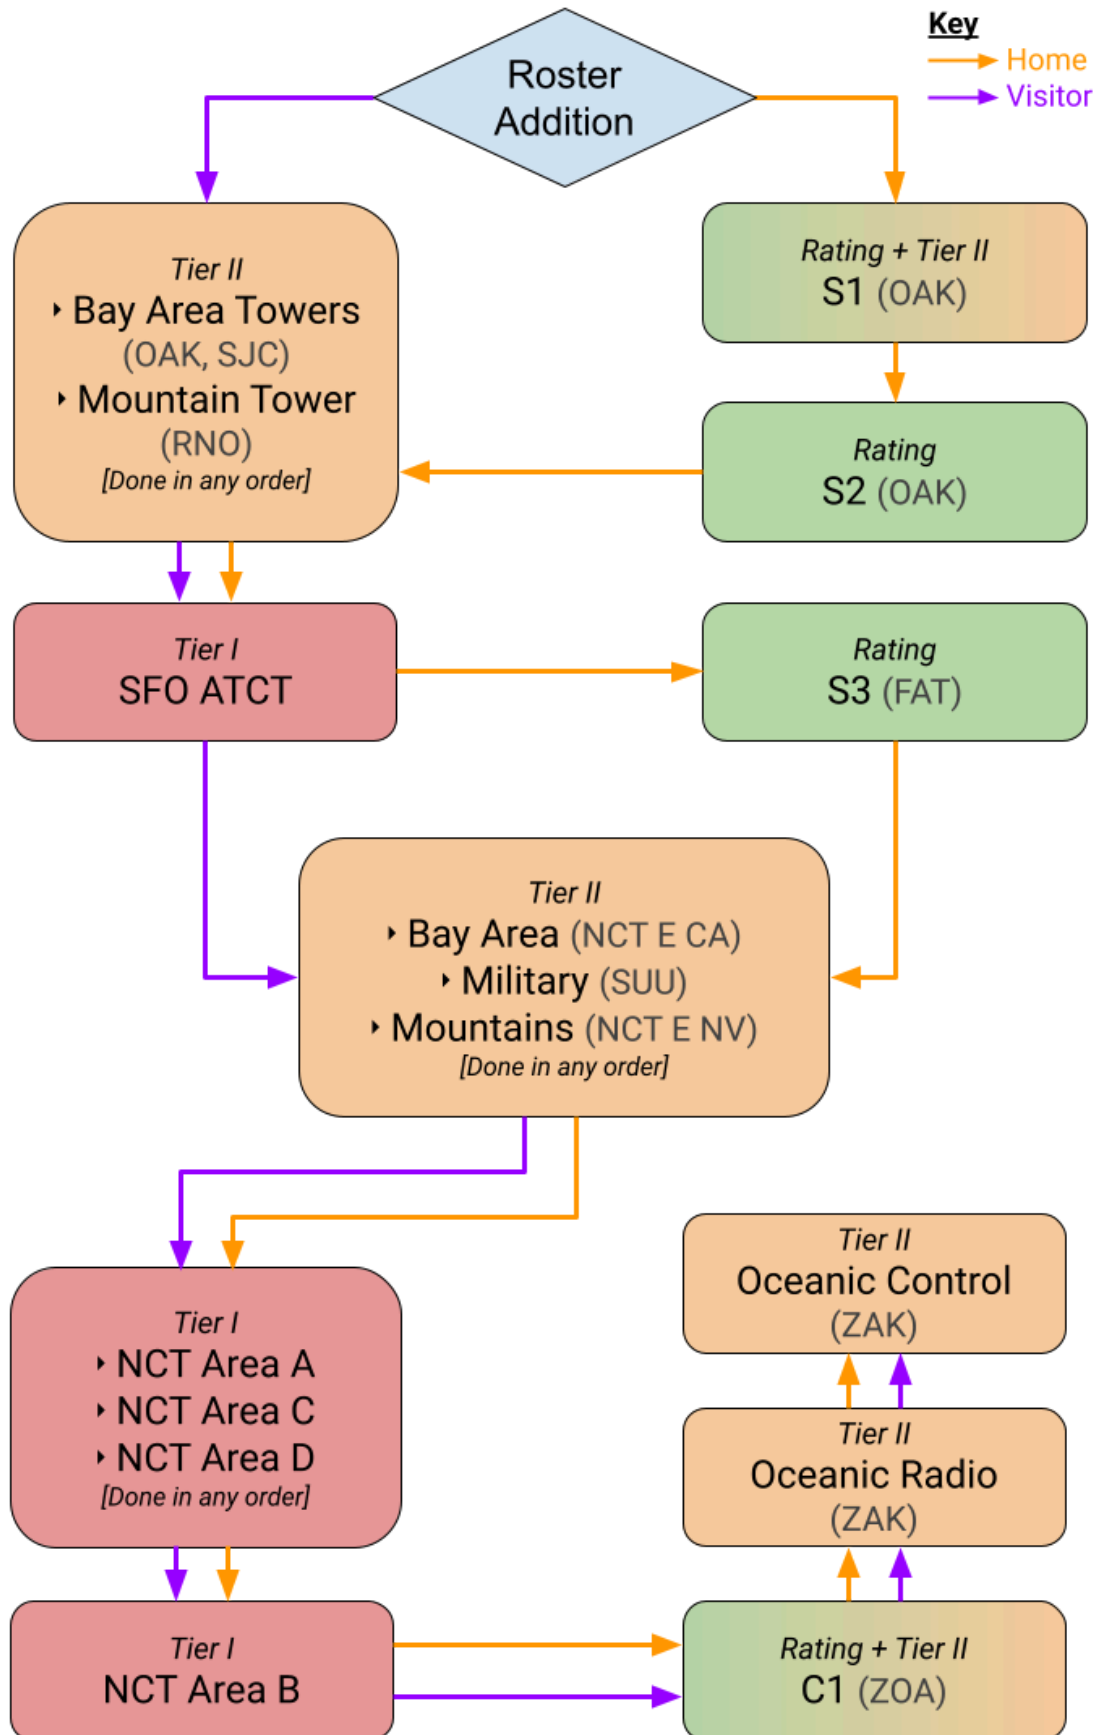 Key
Home
Visitor
Roster
Addition
Tier II
‣ Bay Area Towers
(OAK, SJC)
‣ Mountain Tower
(RNO)
[Done in any order]
Rating + Tier II
S1 (OAK)
Rating
S2 (OAK)
Tier I
SFO ATCT
Rating
S3 (FAT)
Tier II
‣ Bay Area (NCT E CA)
‣ Military (SUU)
‣ Mountains (NCT E NV)
[Done in any order]
Tier I
‣ NCT Area A
‣ NCT Area C
‣ NCT Area D
[Done in any order]
Tier II
Oceanic Control
(ZAK)
Tier II
Oceanic Radio
(ZAK)
Tier I
NCT Area B
Rating + Tier II
C1 (ZOA)